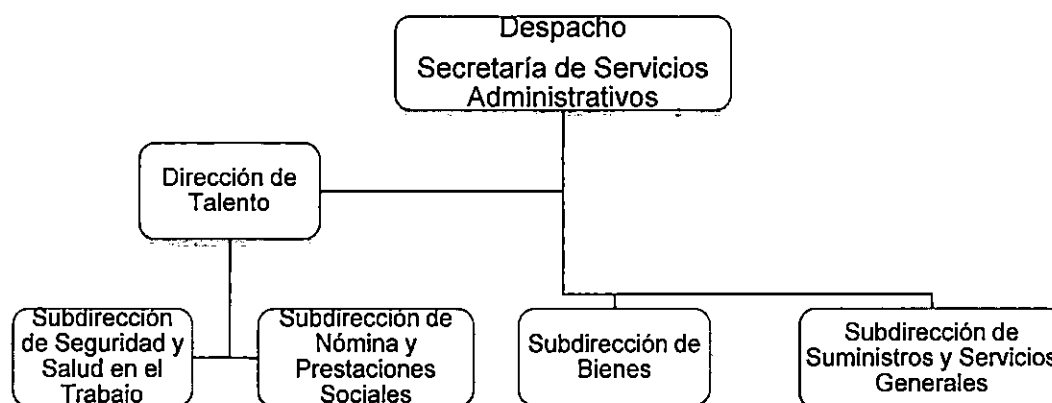 Despacho
Secretaría de Servicios
Administrativos
Dirección de
Talento
Subdirección
de Seguridad y
Salud en el
Trabajo
Subdirección de
Nómina y
Prestaciones
Sociales
Subdirección de
Bienes
Subdirección de
Suministros y Servicios
Generales